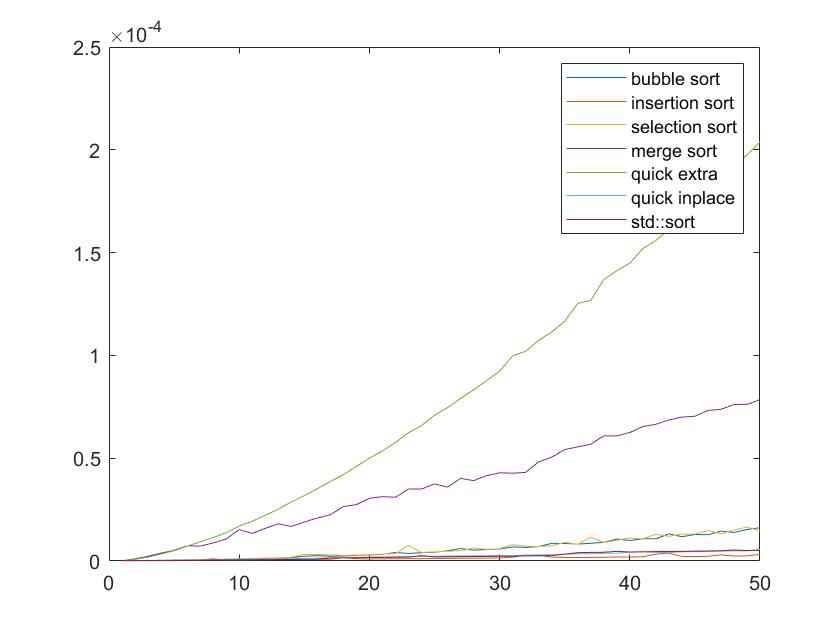 ×10-4
2.5
2
1.5
1
0.5
0
0 10 20 30 40 50
bubble sort
insertion sort
selection sort
merge sort
quick extra
quick inplace
std::sort